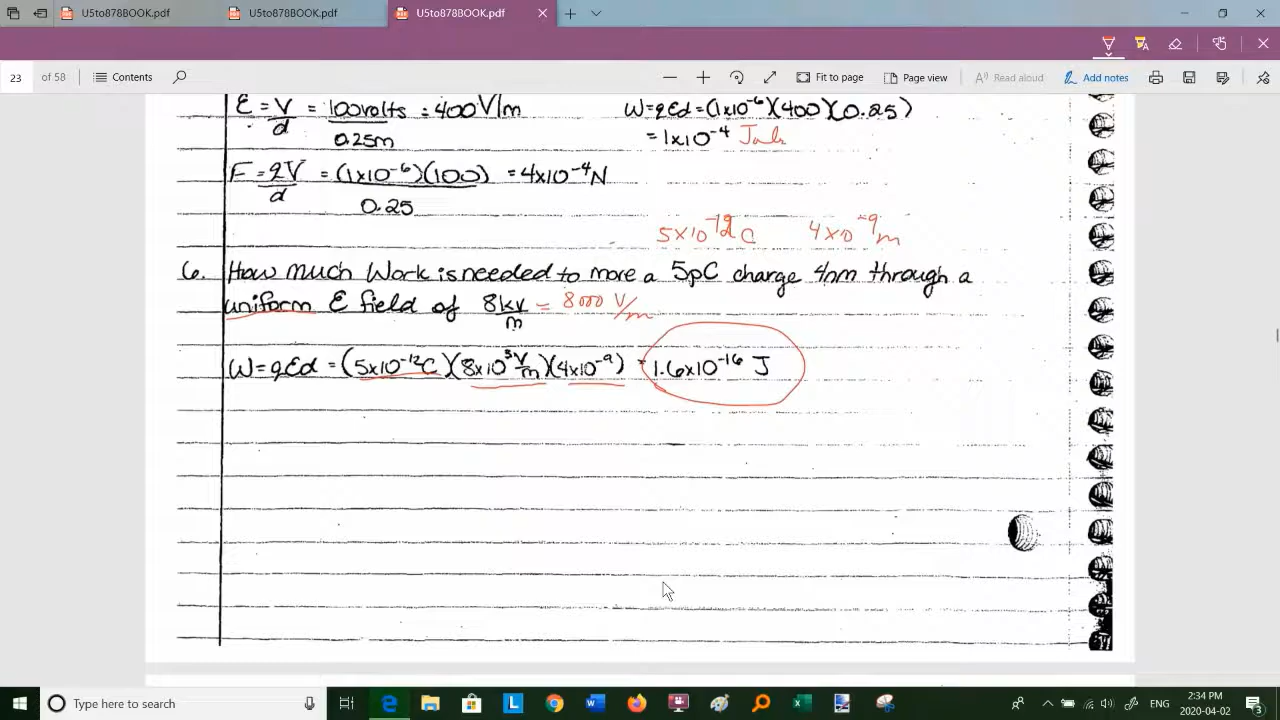 U5to878BOOK.pdf U5to878BOOK.pdf U5to878BOOK.pdf
23 of 58 Contents Fit to page Page view Read aloud Add notes
E = V/d = 100volts/0.25m = 400V/m W=qEd=(1x10⁻⁶)(400)(0.25)
= 1x10⁻⁴
F = qV/d = (1x10⁻⁶)(100)/0.25 = 4x10⁻⁴N
5x10⁻¹²C 4x10⁻⁹m
6. How much Work is needed to more a 5pC charge 4nm through a
uniform E field of 8kv/m = 8000 V/m
W=qEd = (5x10⁻¹²C)(8x10³V/m)(4x10⁻⁹) = 1.6x10⁻¹⁶ J
Type here to search
ENG 2:34 PM
2020-04-02